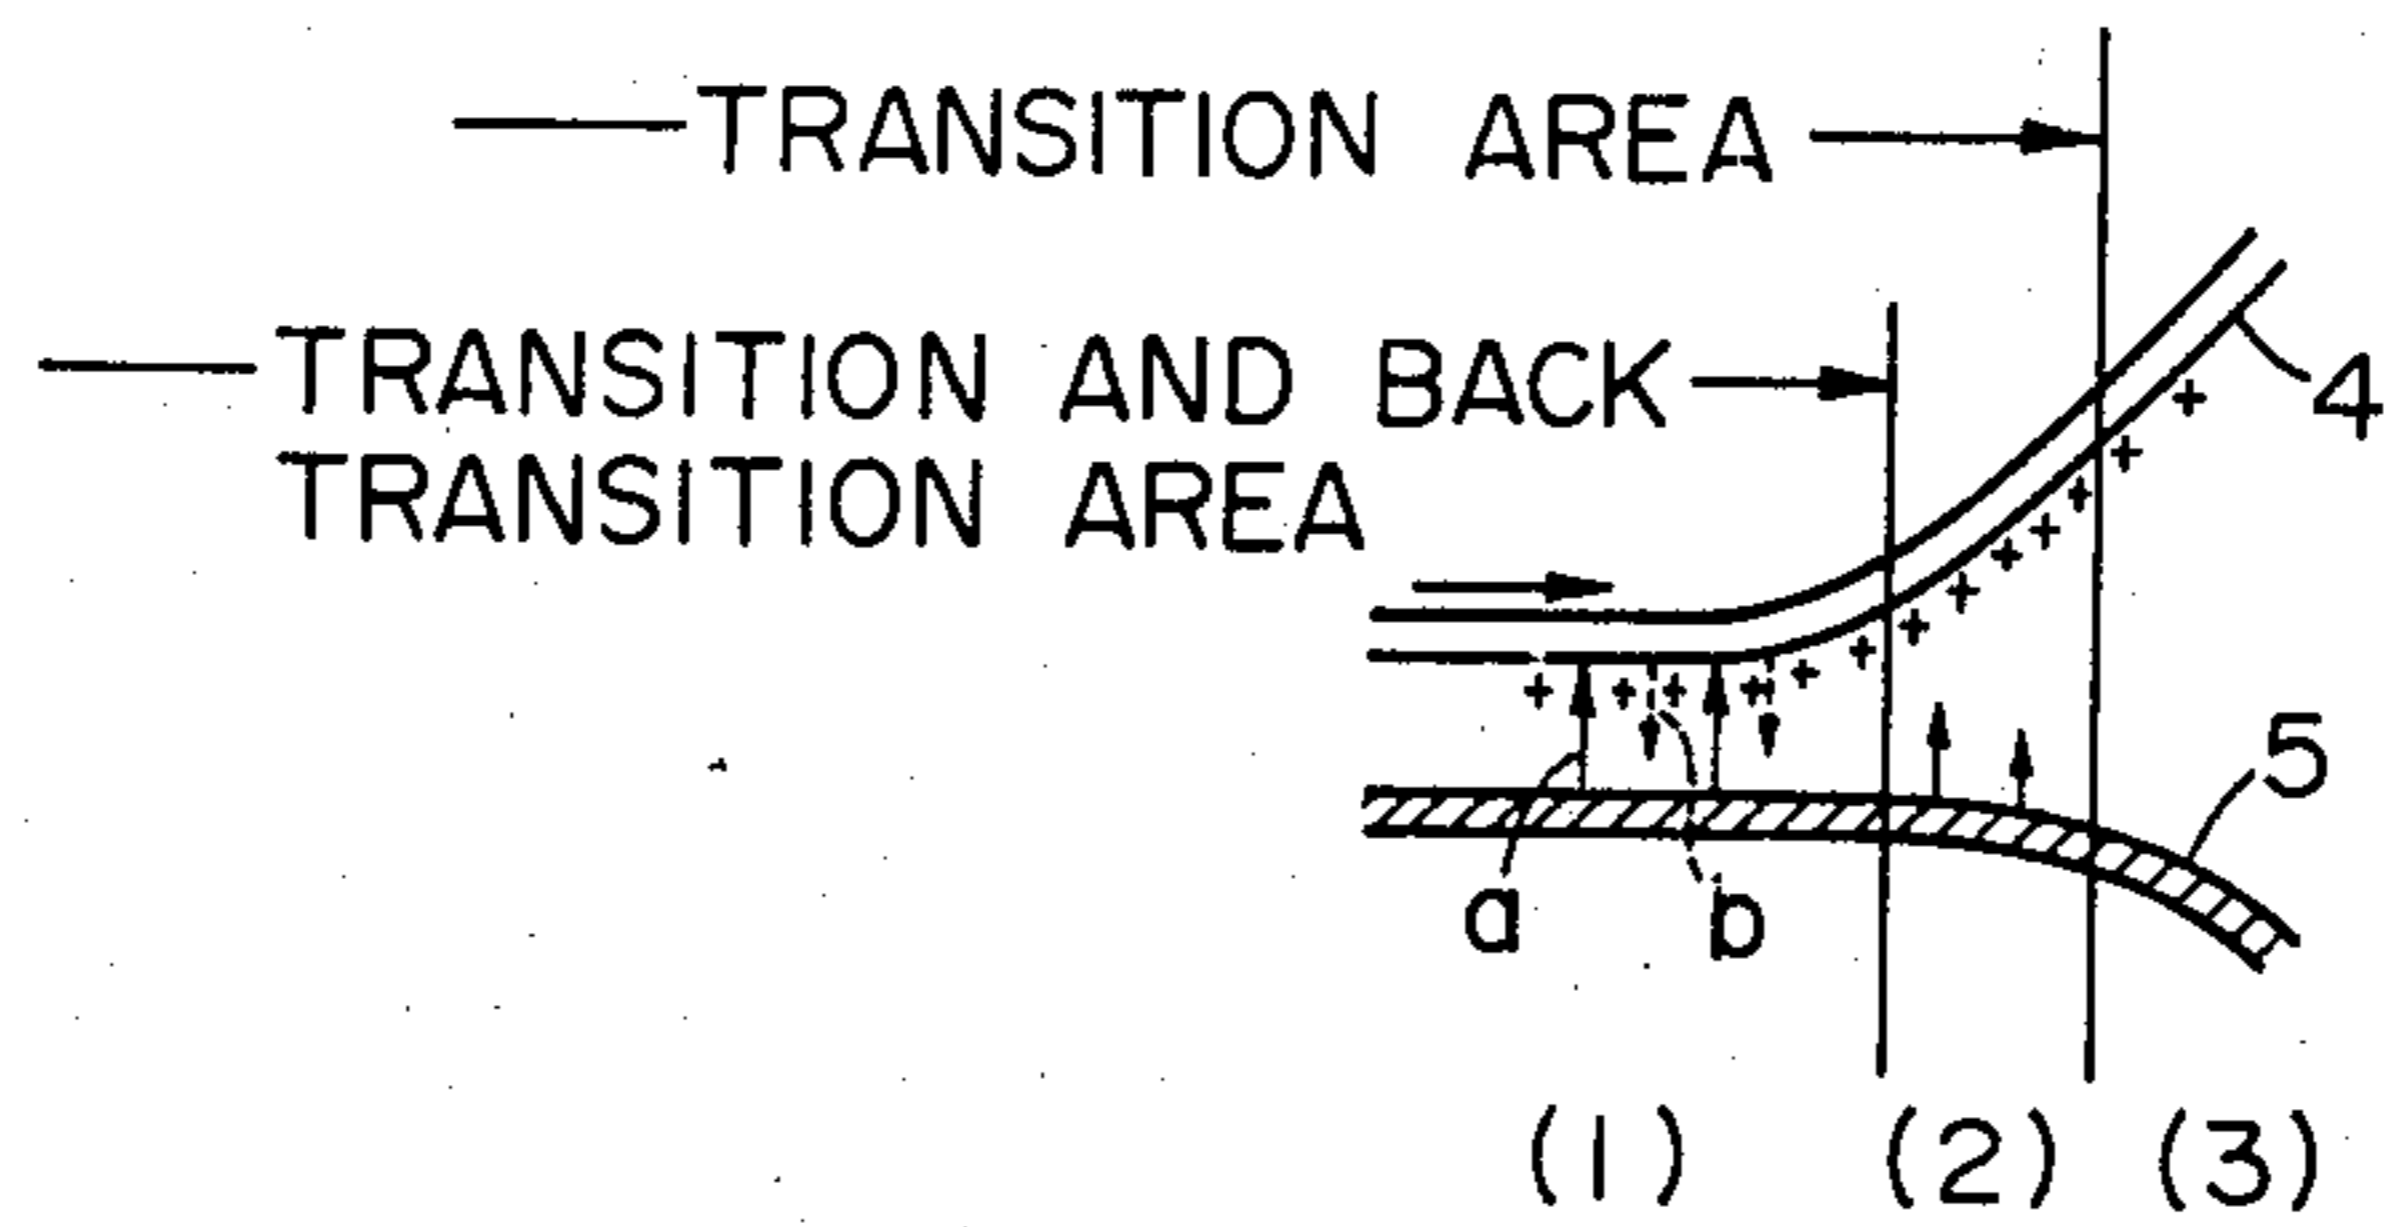 TRANSITION AREA
TRANSITION AND BACK
TRANSITION AREA
4
5
a b
(1) (2) (3)